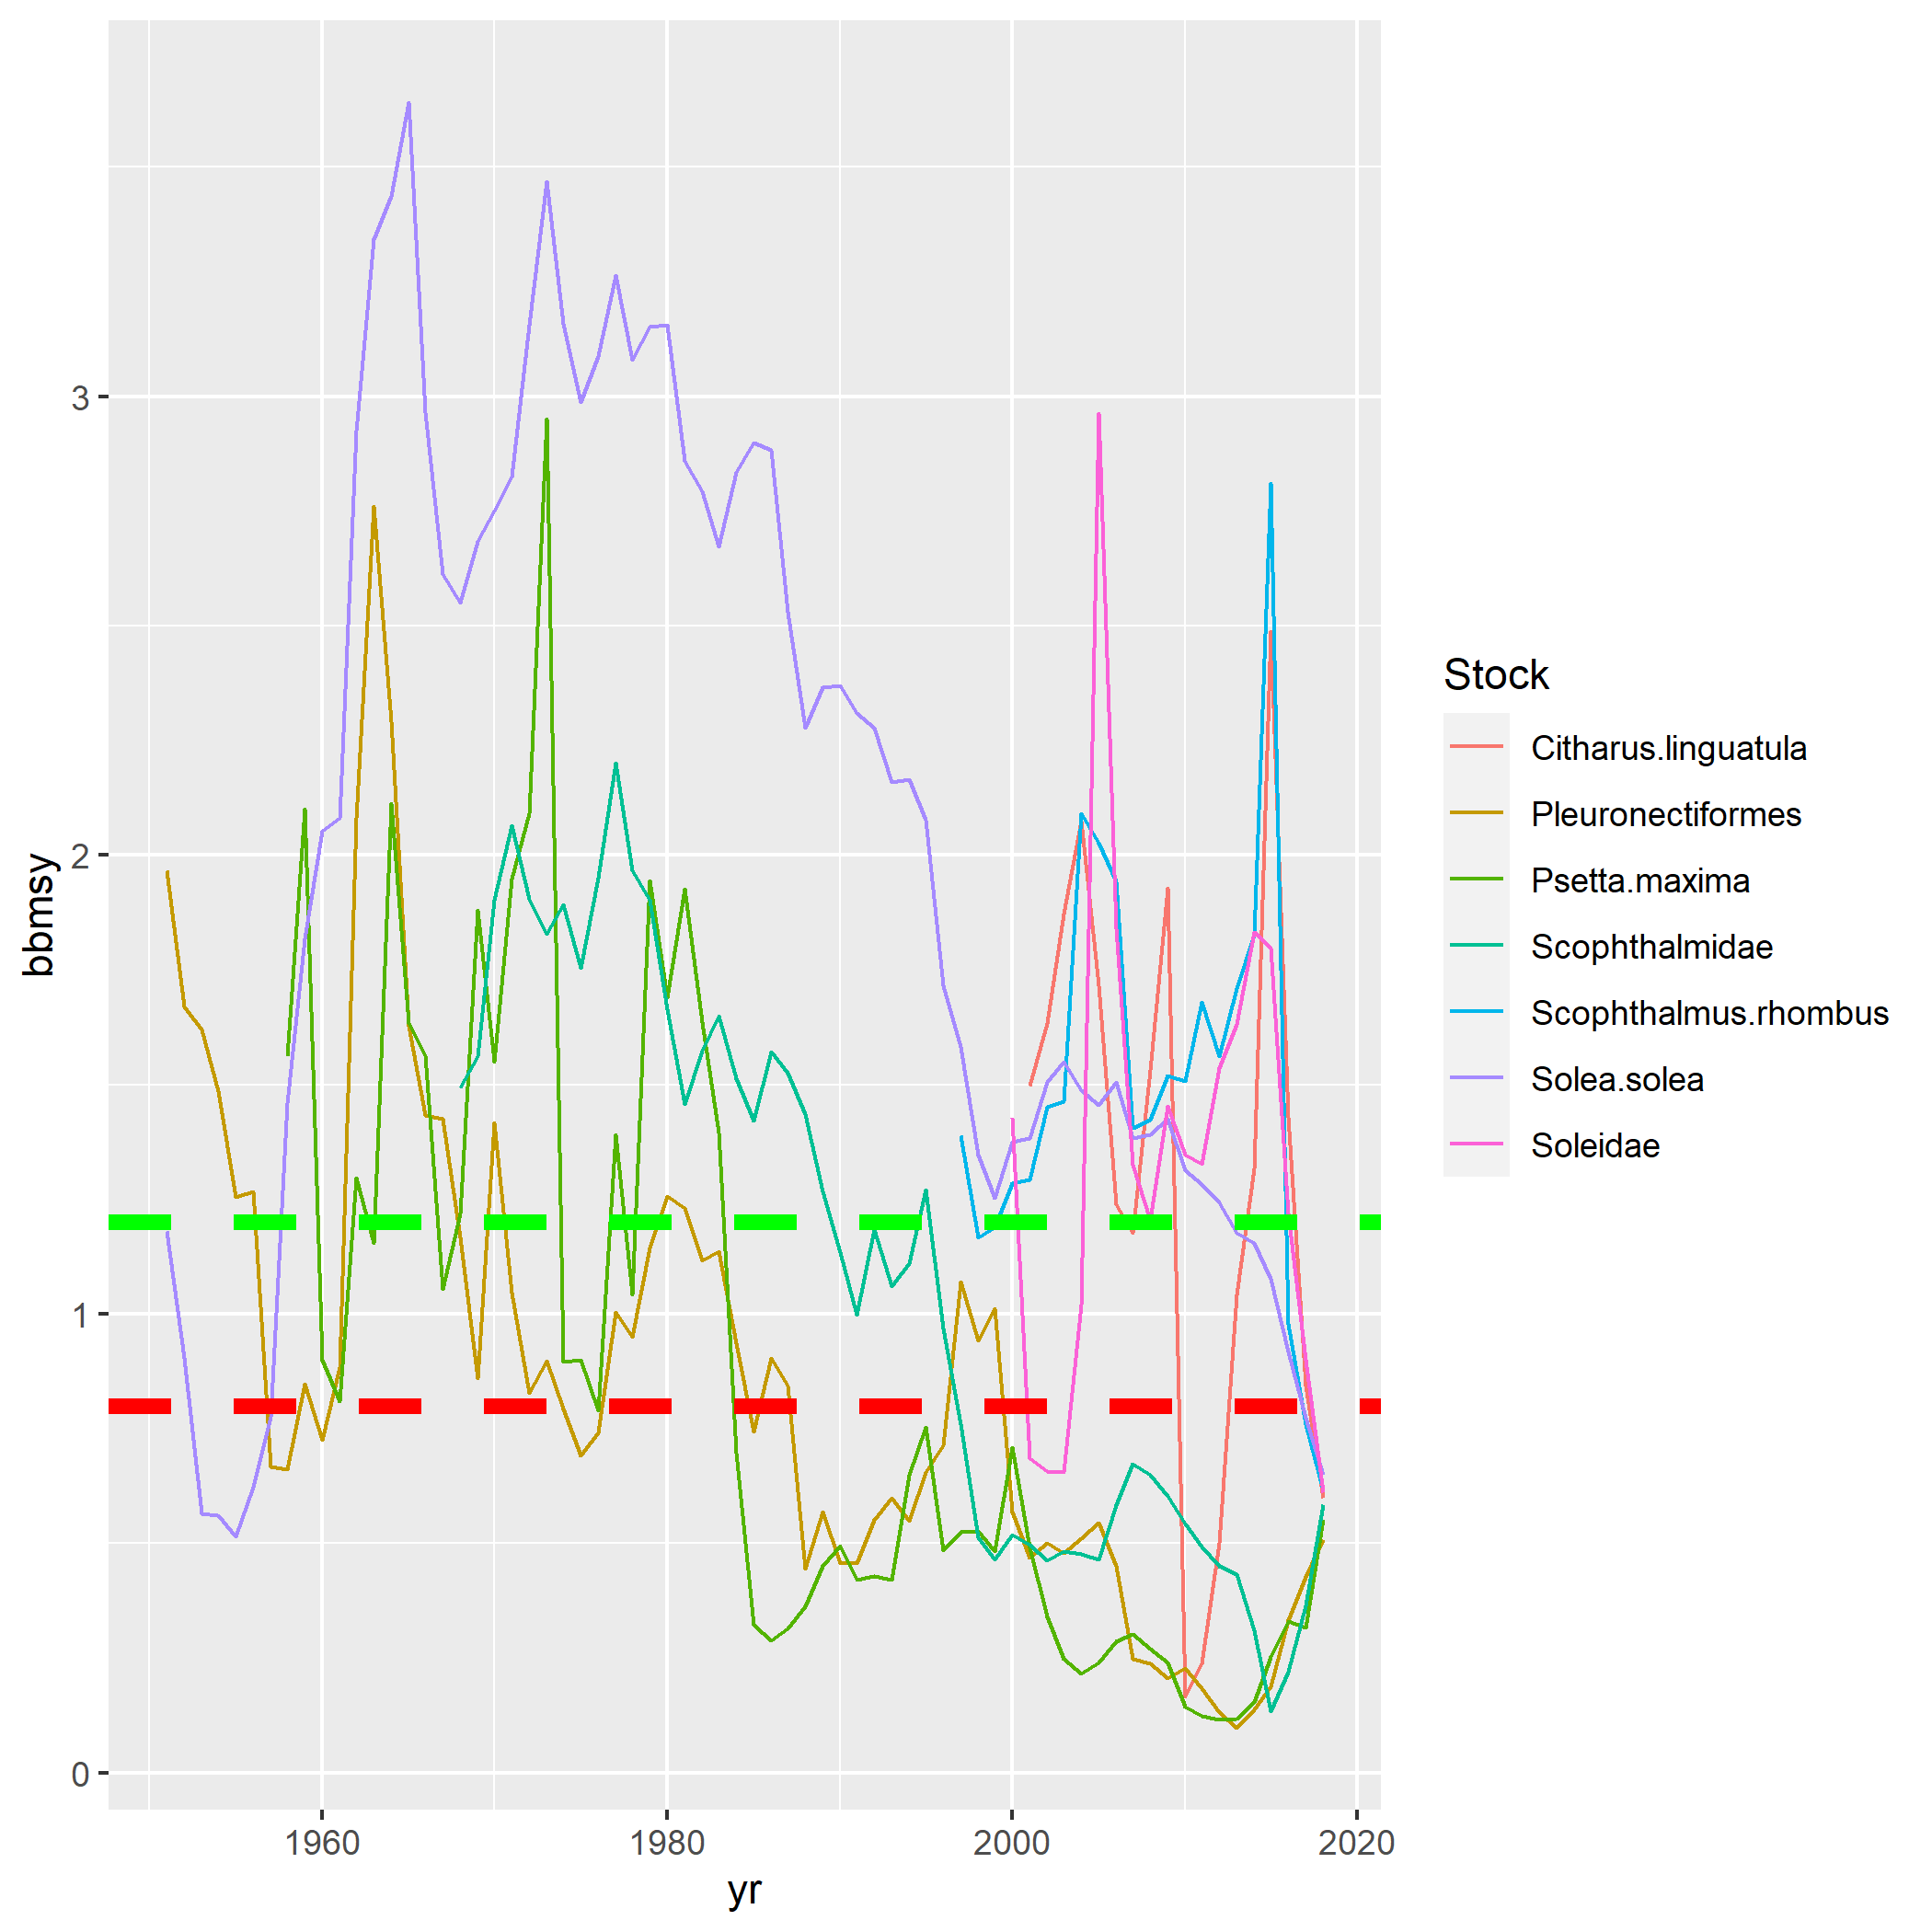 bbmsy
3
2
1
0
1960
1980
2000
2020
yr
Stock
Citharus.linguatula
Pleuronectiformes
Psetta.maxima
Scophthalmidae
Scophthalmus.rhombus
Solea.solea
Soleidae